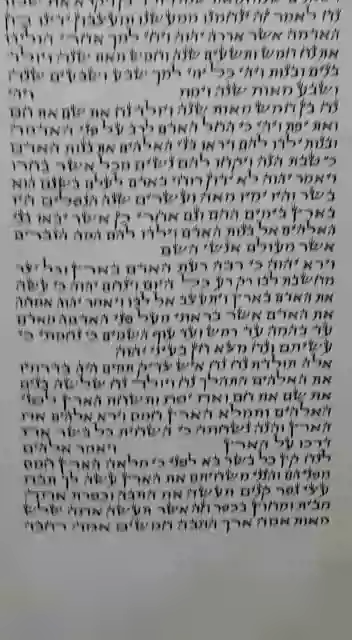 נח לאמר זה ינחמנו ממעשנו ומעצבון ידינו מן
האדמה אשר אררה יהוה ויחי למך אחרי הולידו
את נח חמש ותשעים שנה וחמש מאת שנה ויולד
בנים ובנות ויהי כל ימי למך שבע ושבעים שנה
ושבע מאות שנה וימת ויהי
נח בן חמש מאות שנה ויולד נח את שם את חם
ואת יפת ויהי כי החל האדם לרב על פני האדמה
ובנות ילדו להם ויראו בני האלהים את בנות האדם
כי טבת הנה ויקחו להם נשים מכל אשר בחרו
ויאמר יהוה לא ידון רוחי באדם לעלם בשגם הוא
בשר והיו ימיו מאה ועשרים שנה הנפלים היו
בארץ בימים ההם וגם אחרי כן אשר יבאו בני
האלהים אל בנות האדם וילדו להם המה הגברים
אשר מעולם אנשי השם
וירא יהוה כי רבה רעת האדם בארץ וכל יצר
מחשבת לבו רק רע כל היום וינחם יהוה כי עשה
את האדם בארץ ויתעצב אל לבו ויאמר יהוה אמחה
את האדם אשר בראתי מעל פני האדמה מאדם
עד בהמה עד רמש ועד עוף השמים כי נחמתי כי
עשיתם ונח מצא חן בעיני יהוה
אלה תולדת נח נח איש צדיק תמים היה בדרתיו
את האלהים התהלך נח ויולד נח שלשה בנים
את שם את חם ואת יפת ותשחת הארץ לפני
האלהים ותמלא הארץ חמס וירא אלהים את
הארץ והנה נשחתה כי השחית כל בשר את
דרכו על הארץ ויאמר אלהים
לנח קץ כל בשר בא לפני כי מלאה הארץ חמס
מפניהם והנני משחיתם את הארץ עשה לך תבת
עצי גפר קנים תעשה את התבה וכפרת אתה
מבית ומחוץ בכפר וזה אשר תעשה אתה שלש
מאות אמה ארך התבה חמשים אמה רחבה